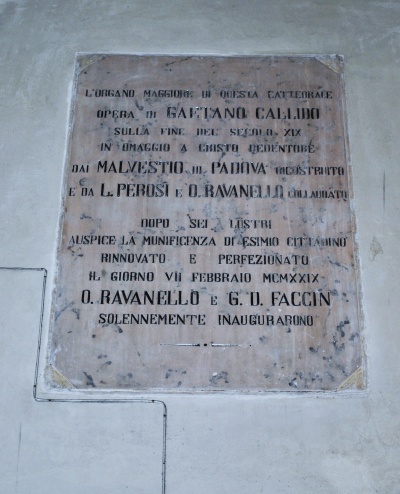 L'ORGANO MAGGIORE DI QUESTA CATTEDRALE
OPERA DI GAETANO CALLIDO
SULLA FINE DEL SECOLO XIX
IN OMAGGIO A CRISTO REDENTORE
DAI MALVESTIO DI PADOVA RICOSTRUITO
E DA L. PEROSI E O. RAVANELLO COLLAUDATO
DOPO SEI LUSTRI
AUSPICE LA MUNIFICENZA DI ESIMIO CITTADINO
RINNOVATO E PERFEZIONATO
IL GIORNO VII FEBBRAIO MCMXXIX
O. RAVANELLO E G. D. FACCIN
SOLENNEMENTE INAUGURARONO